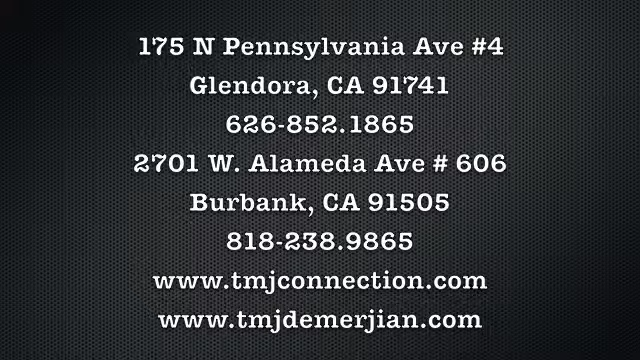 175 N Pennsylvania Ave #4
Glendora, CA 91741
626-852.1865
2701 W. Alameda Ave # 606
Burbank, CA 91505
818-238.9865
www.tmjconnection.com
www.tmjdemerjian.com